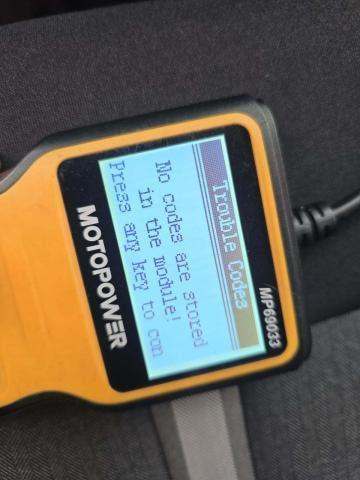 MP69033
Trouble Codes
No codes are stored
in the module!
Press any key to con
MOTOPOWER